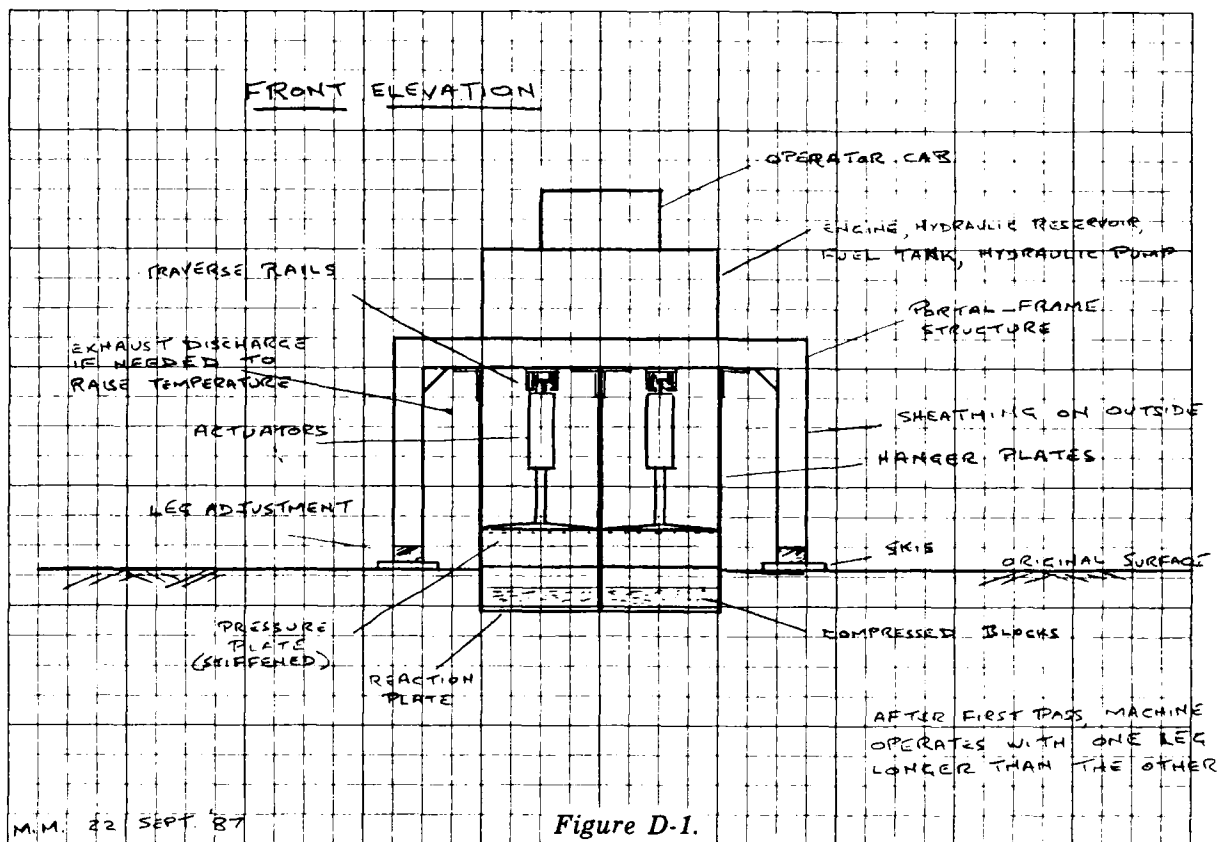 FRONT ELEVATION
OPERATOR CAB
ENGINE, HYDRAULIC RESERVOIR,
FUEL TANK, HYDRAULIC PUMP
TRAVERSE RAILS
PORTAL-FRAME
STRUCTURE
EXHAUST DISCHARGE
IF NEEDED TO
RAISE TEMPERATURE
SHEATHING ON OUTSIDE
ACTUATORS
HANGER PLATES
LEG ADJUSTMENT
SKIS
ORIGINAL SURFACE
PRESSURE
PLATE
(STIFFENED)
COMPRESSED BLOCKS
REACTION
PLATE
AFTER FIRST PASS, MACHINE
OPERATES WITH ONE LEG
LONGER THAN THE OTHER
M.M. 22 SEPT '87
Figure D-1.